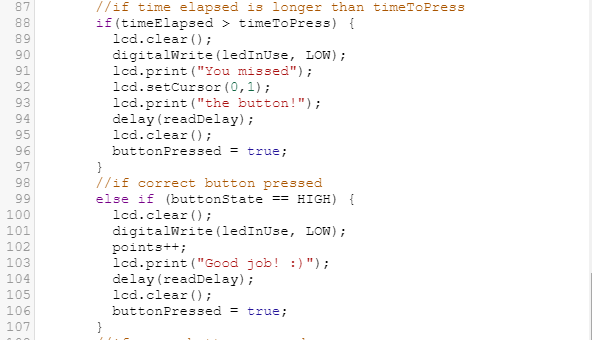 87 //if time elapsed is longer than timeToPress
88 if(timeElapsed > timeToPress) {
89 lcd.clear();
90 digitalWrite(ledInUse, LOW);
91 lcd.print("You missed");
92 lcd.setCursor(0,1);
93 lcd.print("the button!");
94 delay(readDelay);
95 lcd.clear();
96 buttonPressed = true;
97 }
98 //if correct button pressed
99 else if (buttonState == HIGH) {
100 lcd.clear();
101 digitalWrite(ledInUse, LOW);
102 points++;
103 lcd.print("Good job! :)");
104 delay(readDelay);
105 lcd.clear();
106 buttonPressed = true;
107 }